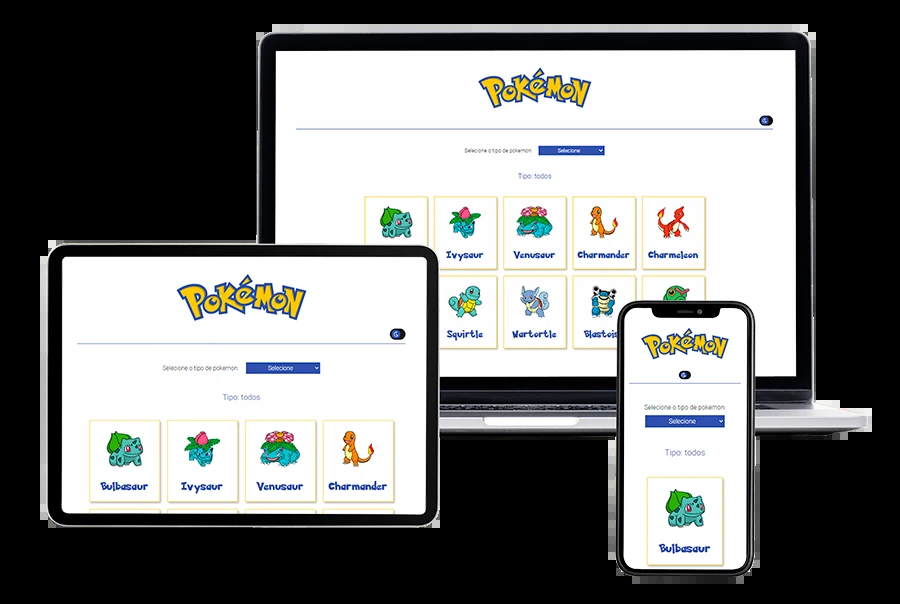 POKéMON
Selecione o tipo de pokemon:
Selecione
Tipo: todos
Ivysaur
Venusaur
Charmander
Charmeleon
Squirtle
Wartortle
POKéMON
Selecione o tipo de pokemon:
Selecione
Tipo: todos
Bulbasaur
Ivysaur
Venusaur
Charmander
POKéMON
Selecione o tipo de pokemon:
Selecione
Tipo: todos
Bulbasaur